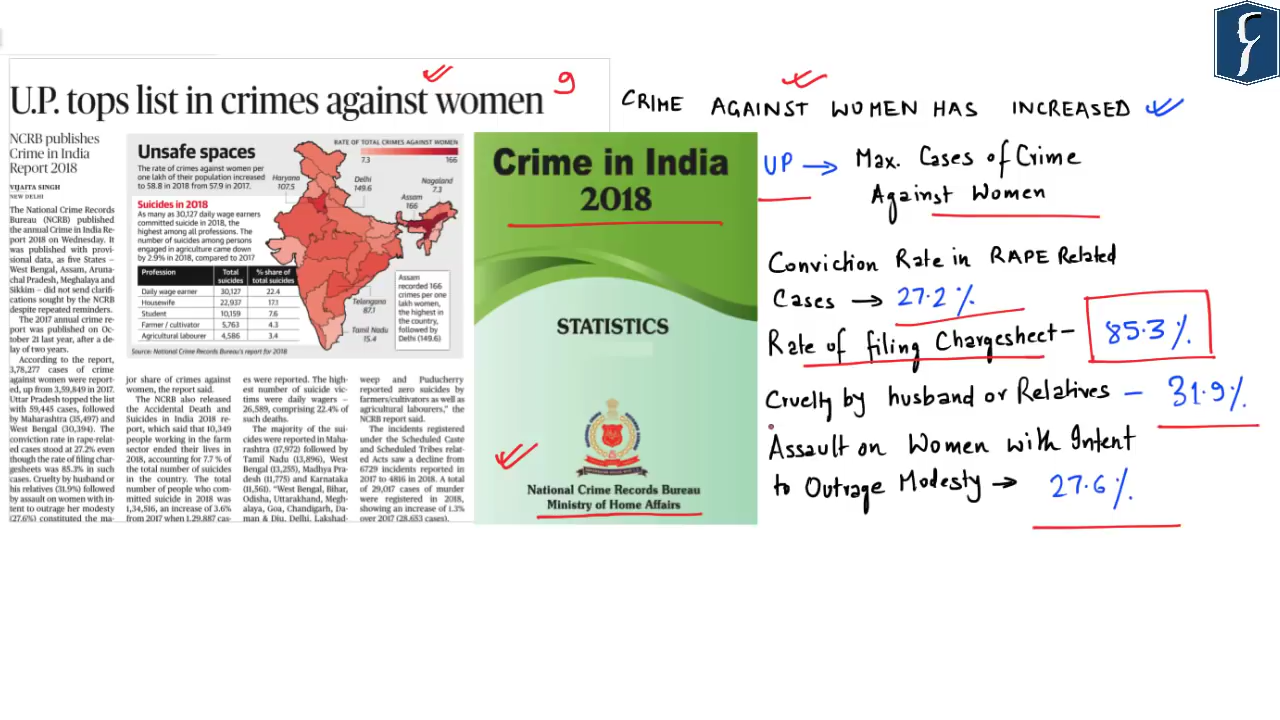 U.P. tops list in crimes against women
9
NCRB publishes
Crime in India
Report 2018
VIJAITA SINGH
NEW DELHI
The National Crime Records
Bureau (NCRB) published
the annual Crime in India Re-
port 2018 on Wednesday. It
was published with provi-
sional data, as five States –
West Bengal, Assam, Aruna-
chal Pradesh, Meghalaya and
Sikkim – did not send clarifi-
cations sought by the NCRB
despite repeated reminders.
The 2017 annual crime re-
port was published on Oc-
tober 21 last year, after a de-
lay of two years.
According to the report,
3,78,277 cases of crime
against women were report-
ed, up from 3,59,849 in 2017.
Uttar Pradesh topped the list
with 59,445 cases, followed
by Maharashtra (35,497) and
West Bengal (30,394). The
conviction rate in rape-relat-
ed cases stood at 27.2% even
though the rate of filing char-
gesheets was 85.3% in such
cases. Cruelty by husband or
his relatives (31.9%) followed
by assault on women with in-
tent to outrage her modesty
(27.6%) constituted the ma-
Unsafe spaces
The rate of crimes against women per
one lakh of their population increased
to 58.8 in 2018 from 57.9 in 2017.
Suicides in 2018
As many as 30,127 daily wage earners
committed suicide in 2018, the
highest among all professions. The
number of suicides among persons
engaged in agriculture came down
by 2.9% in 2018, compared to 2017
Profession Total suicides % share of total suicides
Daily wage earner 30,127 22.4
Housewife 22,937 17.1
Student 10,159 7.6
Farmer / cultivator 5,763 4.3
Agricultural labourer 4,586 3.4
Source: National Crime Records Bureau's report for 2018
RATE OF TOTAL CRIMES AGAINST WOMEN
7.3 166
Haryana
107.5
Delhi
149.6
Nagaland
7.3
Assam
166
Telangana
87.1
Tamil Nadu
15.4
Assam
recorded 166
crimes per one
lakh women,
the highest in
the country,
followed by
Delhi (149.6)
jor share of crimes against
women, the report said.
The NCRB also released
the Accidental Death and
Suicides in India 2018 re-
port, which said that 10,349
people working in the farm
sector ended their lives in
2018, accounting for 7.7 % of
the total number of suicides
in the country. The total
number of people who com-
mitted suicide in 2018 was
1,34,516, an increase of 3.6%
from 2017 when 1,29,887 cas-
es were reported. The high-
est number of suicide vic-
tims were daily wagers –
26,589, comprising 22.4% of
such deaths.
The majority of the sui-
cides were reported in Maha-
rashtra (17,972) followed by
Tamil Nadu (13,896), West
Bengal (13,255), Madhya Pra-
desh (11,775) and Karnataka
(11,561). "West Bengal, Bihar,
Odisha, Uttarakhand, Megh-
alaya, Goa, Chandigarh, Da-
man & Diu, Delhi, Lakshad-
weep and Puducherry
reported zero suicides by
farmers/cultivators as well as
agricultural labourers," the
NCRB report said.
The incidents registered
under the Scheduled Caste
and Scheduled Tribes relat-
ed Acts saw a decline from
6729 incidents reported in
2017 to 4816 in 2018. A total
of 29,017 cases of murder
were registered in 2018,
showing an increase of 1.3%
over 2017 (28,653 cases).
Crime in India
2018
STATISTICS
National Crime Records Bureau
Ministry of Home Affairs
CRIME AGAINST WOMEN HAS INCREASED
UP → Max. Cases of Crime
Against Women
Conviction Rate in RAPE Related
Cases → 27.2%
Rate of filing Chargesheet – 85.3%
Cruelty by husband or Relatives – 31.9%
Assault on Women with Intent
to Outrage Modesty → 27.6%